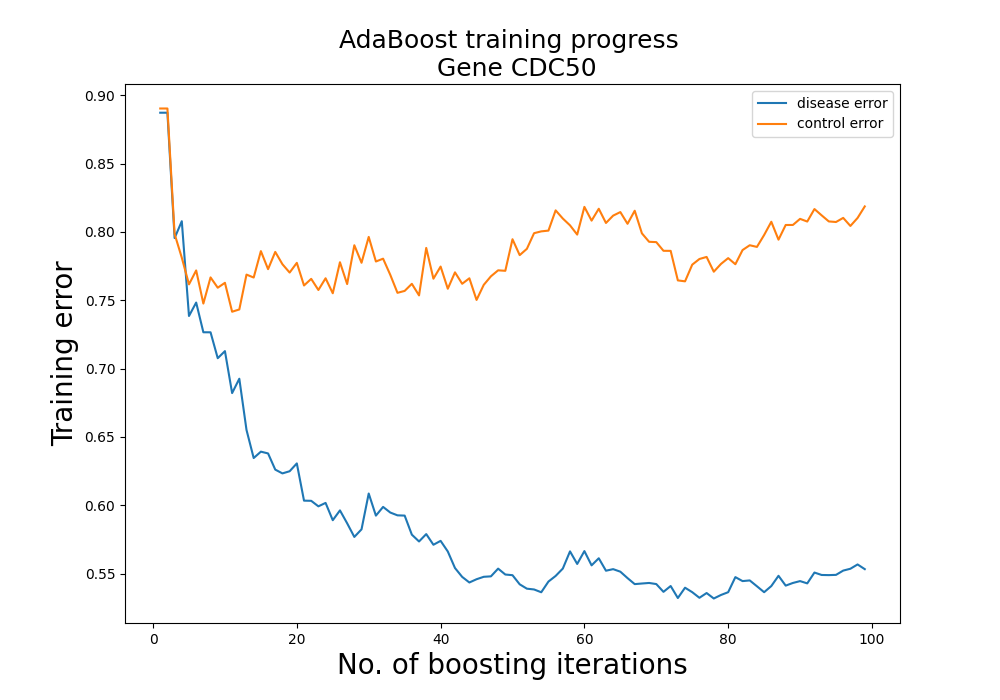 AdaBoost training progress
Gene CDC50
disease error
control error
Training error
0.90
0.85
0.80
0.75
0.70
0.65
0.60
0.55
0
20
40
60
80
100
No. of boosting iterations